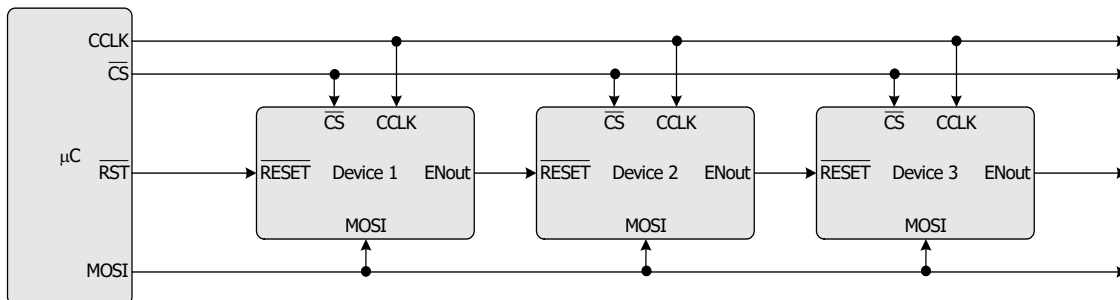 CCLK
CS
CS CCLK CS CCLK CS CCLK
μC
RST RESET Device 1 ENout RESET Device 2 ENout RESET Device 3 ENout
MOSI MOSI MOSI
MOSI